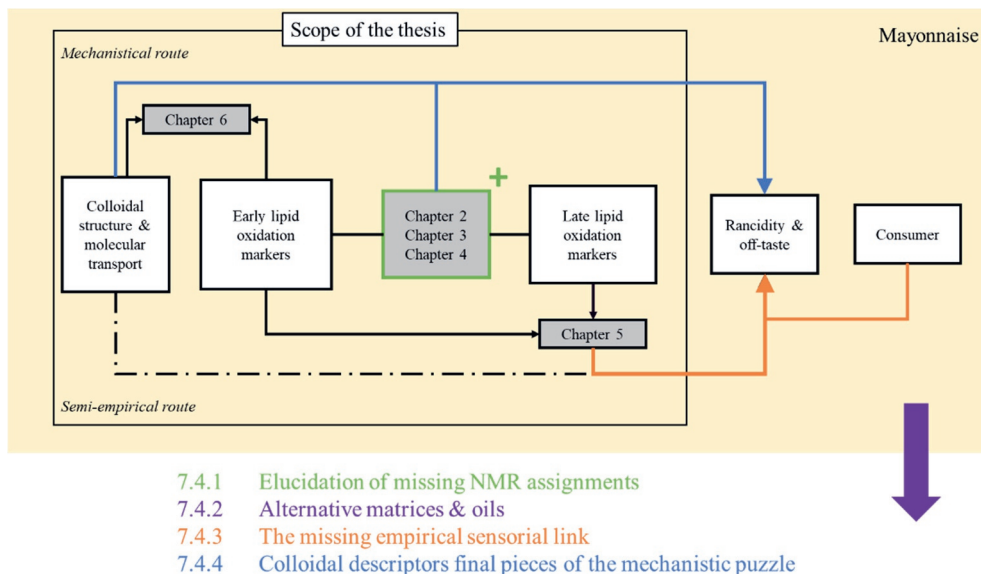 Scope of the thesis
Mayonnaise
Mechanistical route
Chapter 6
+
Colloidal
structure &
molecular
transport
Early lipid
oxidation
markers
Chapter 2
Chapter 3
Chapter 4
Late lipid
oxidation
markers
Rancidity &
off-taste
Consumer
Chapter 5
Semi-empirical route
7.4.1 Elucidation of missing NMR assignments
7.4.2 Alternative matrices & oils
7.4.3 The missing empirical sensorial link
7.4.4 Colloidal descriptors final pieces of the mechanistic puzzle